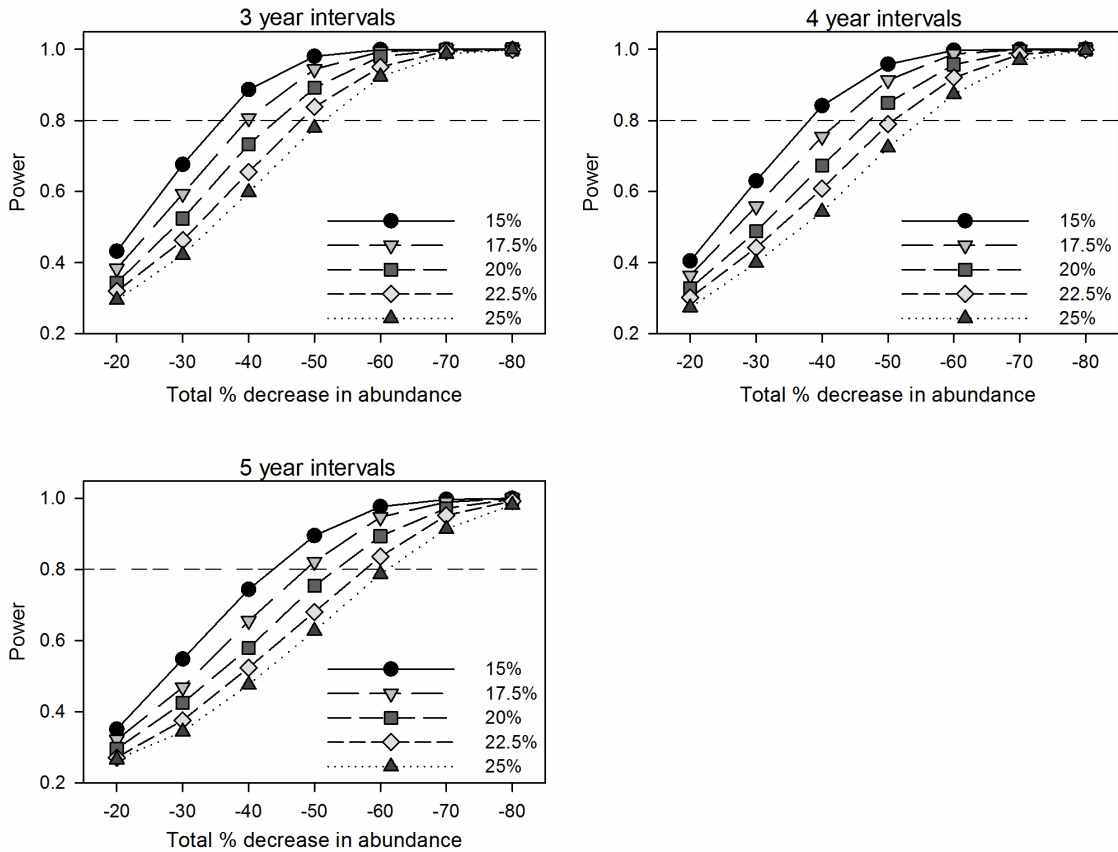 3 year intervals
1.0
0.8
0.6
0.4
0.2
Power
15%
17.5%
20%
22.5%
25%
-20 -30 -40 -50 -60 -70 -80
Total % decrease in abundance
4 year intervals
1.0
0.8
0.6
0.4
0.2
Power
15%
17.5%
20%
22.5%
25%
-20 -30 -40 -50 -60 -70 -80
Total % decrease in abundance
5 year intervals
1.0
0.8
0.6
0.4
0.2
Power
15%
17.5%
20%
22.5%
25%
-20 -30 -40 -50 -60 -70 -80
Total % decrease in abundance